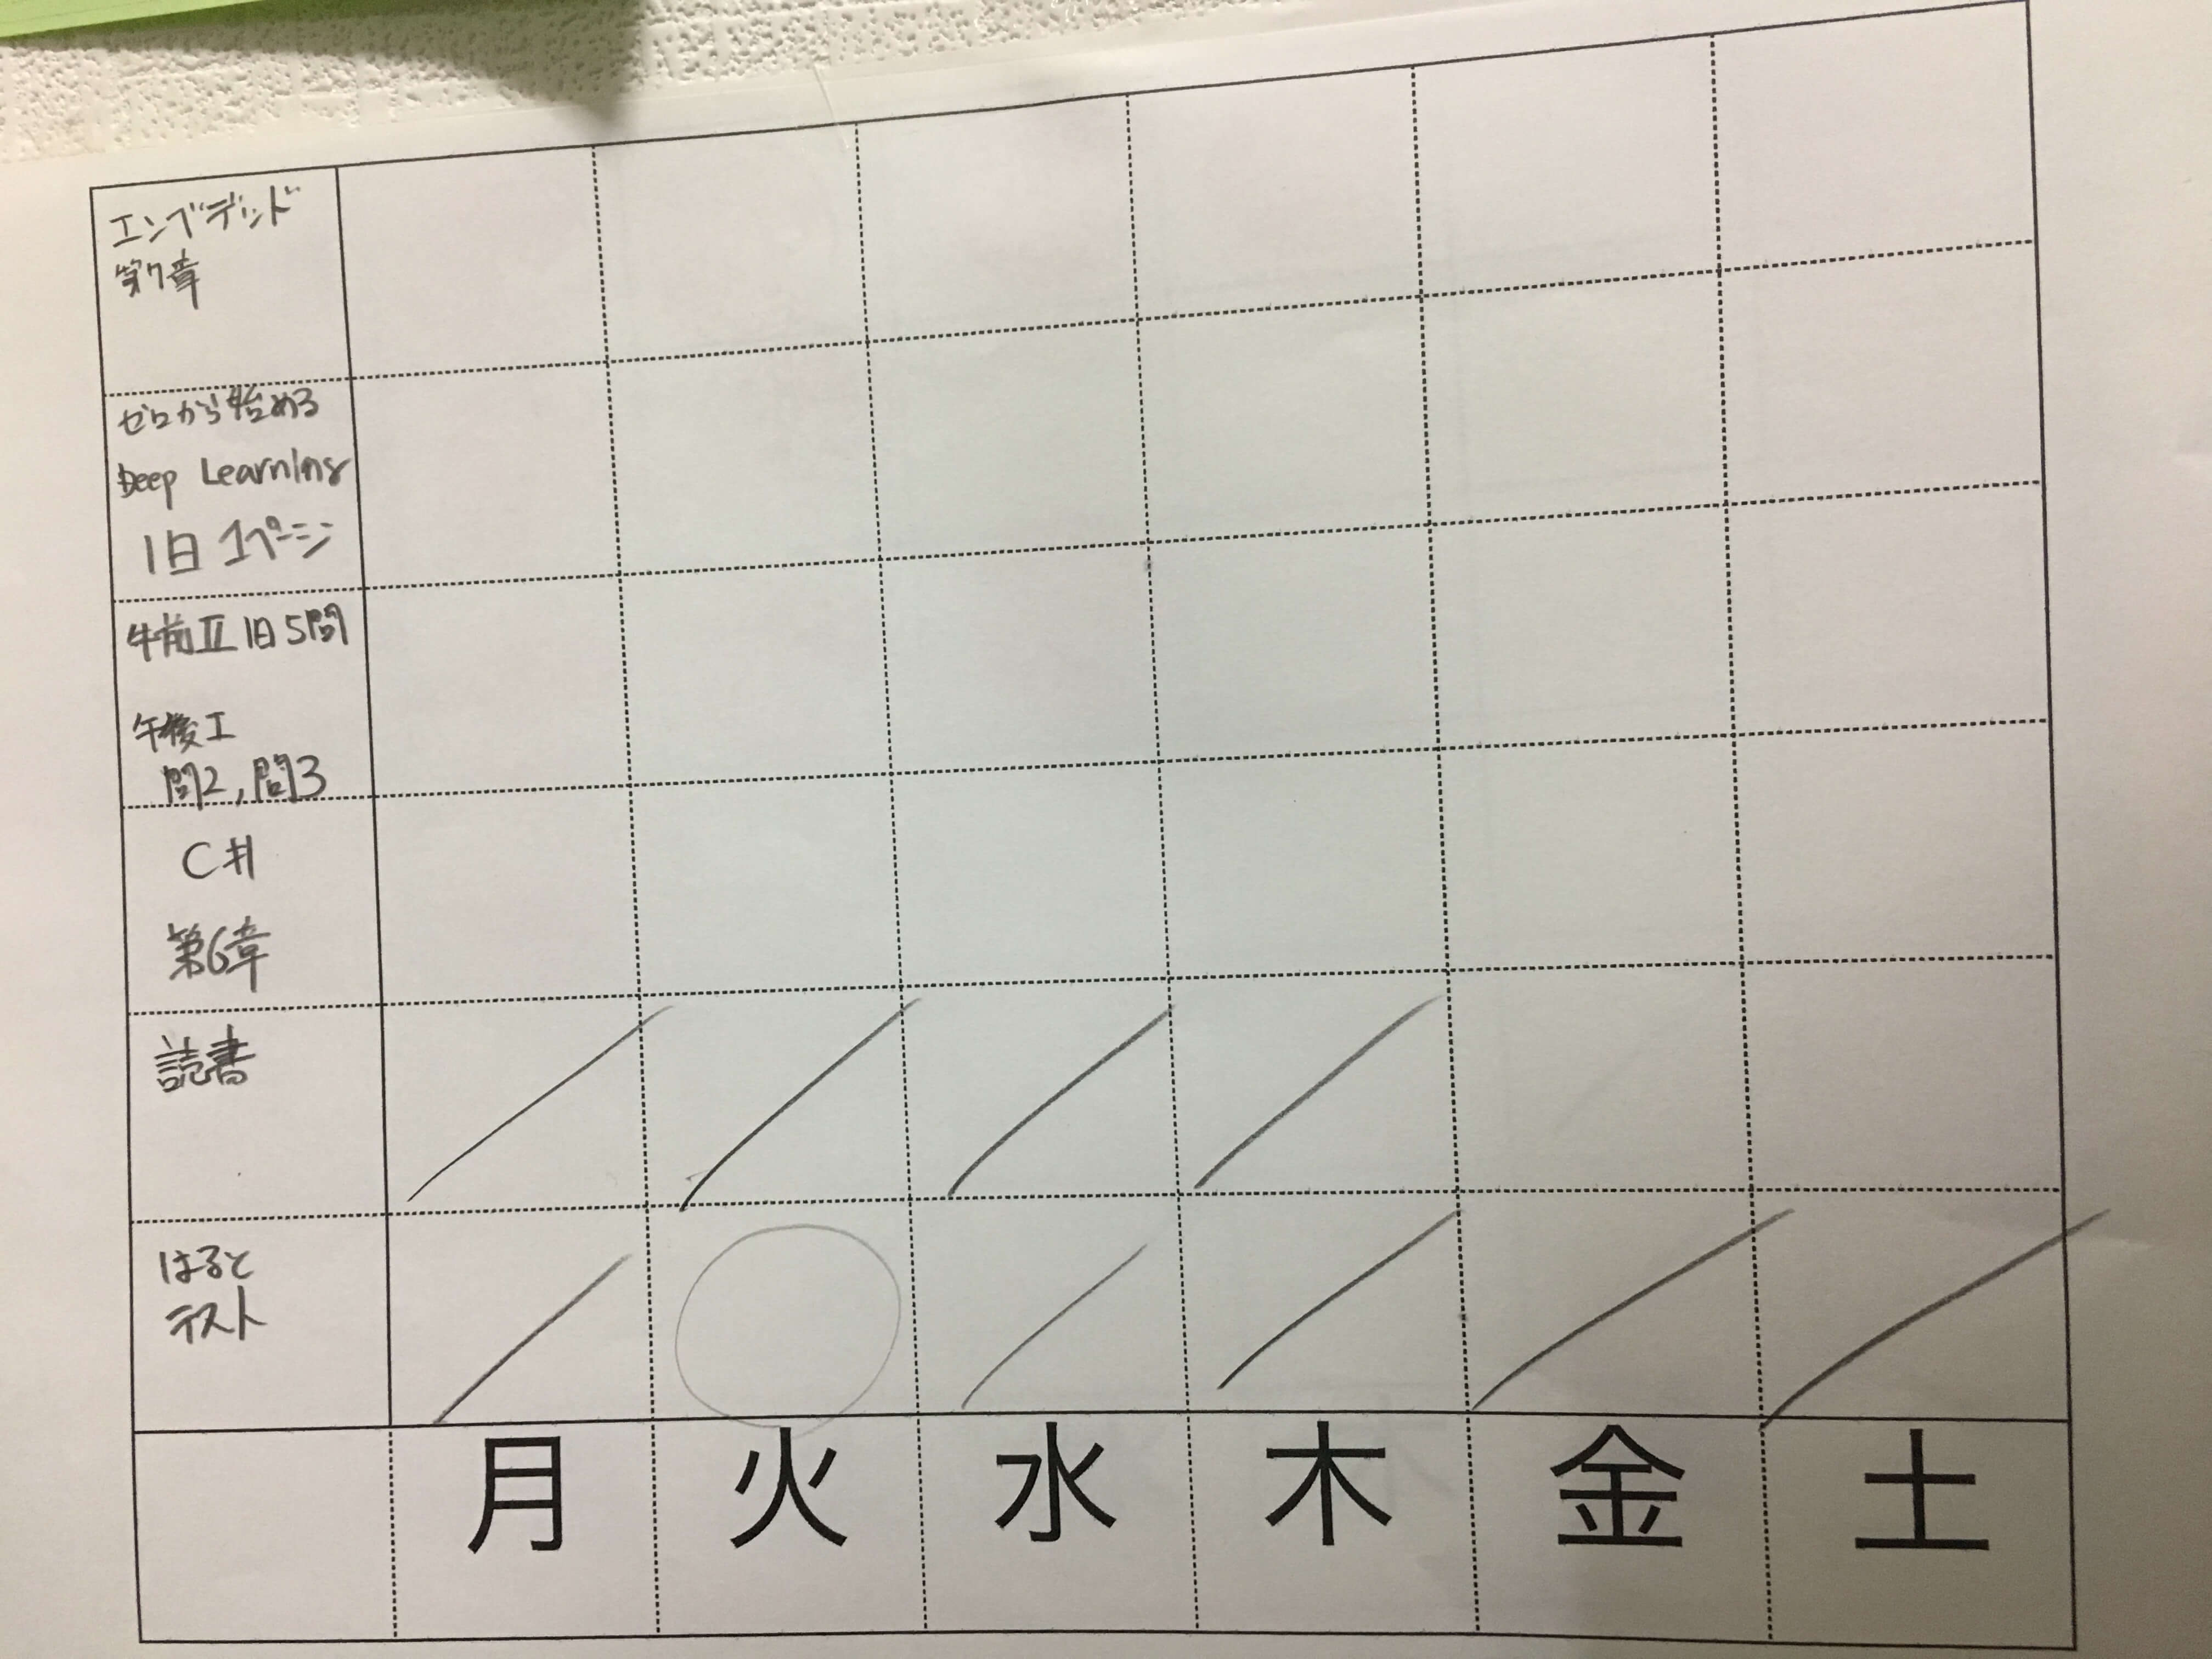 エンベデッド
第7章
ゼロから始める
Deep Learning
1日 1ページ
午前Ⅱ 1日5問
午後Ⅰ
問2, 問3
C#
第6章
読書
はると
テスト
月 火 水 木 金 土